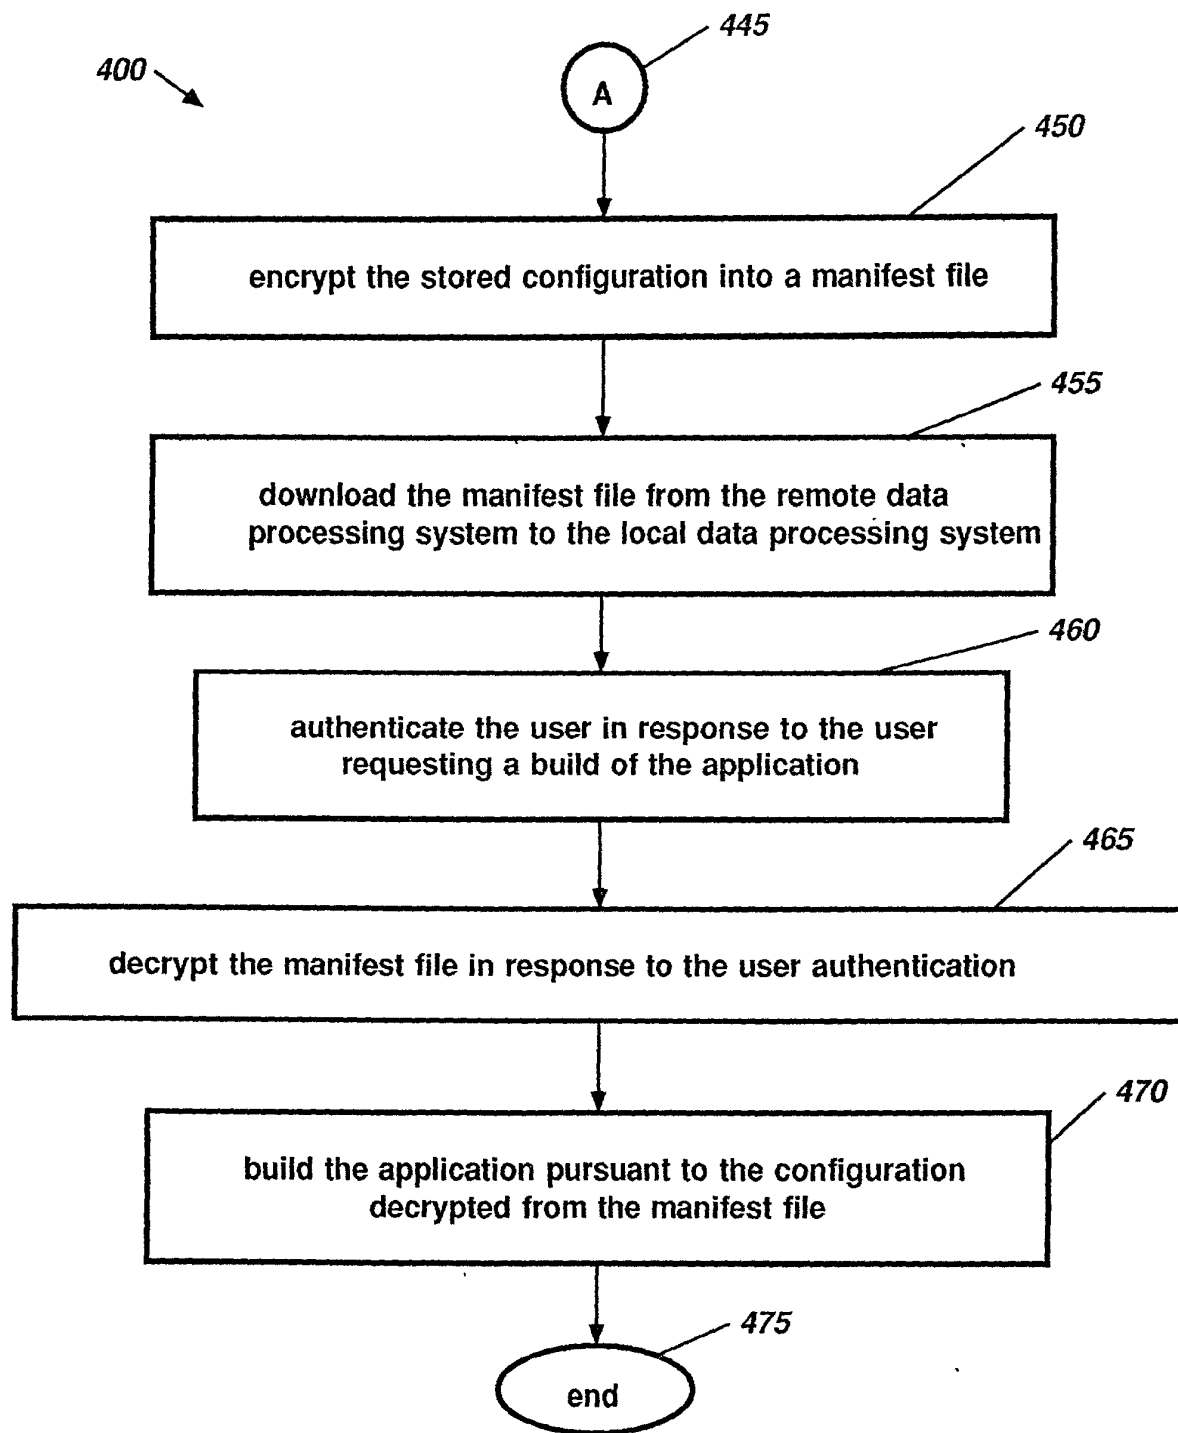 445
400
A
450
encrypt the stored configuration into a manifest file
455
download the manifest file from the remote data
processing system to the local data processing system
460
authenticate the user in response to the user
requesting a build of the application
465
decrypt the manifest file in response to the user authentication
470
build the application pursuant to the configuration
decrypted from the manifest file
475
end